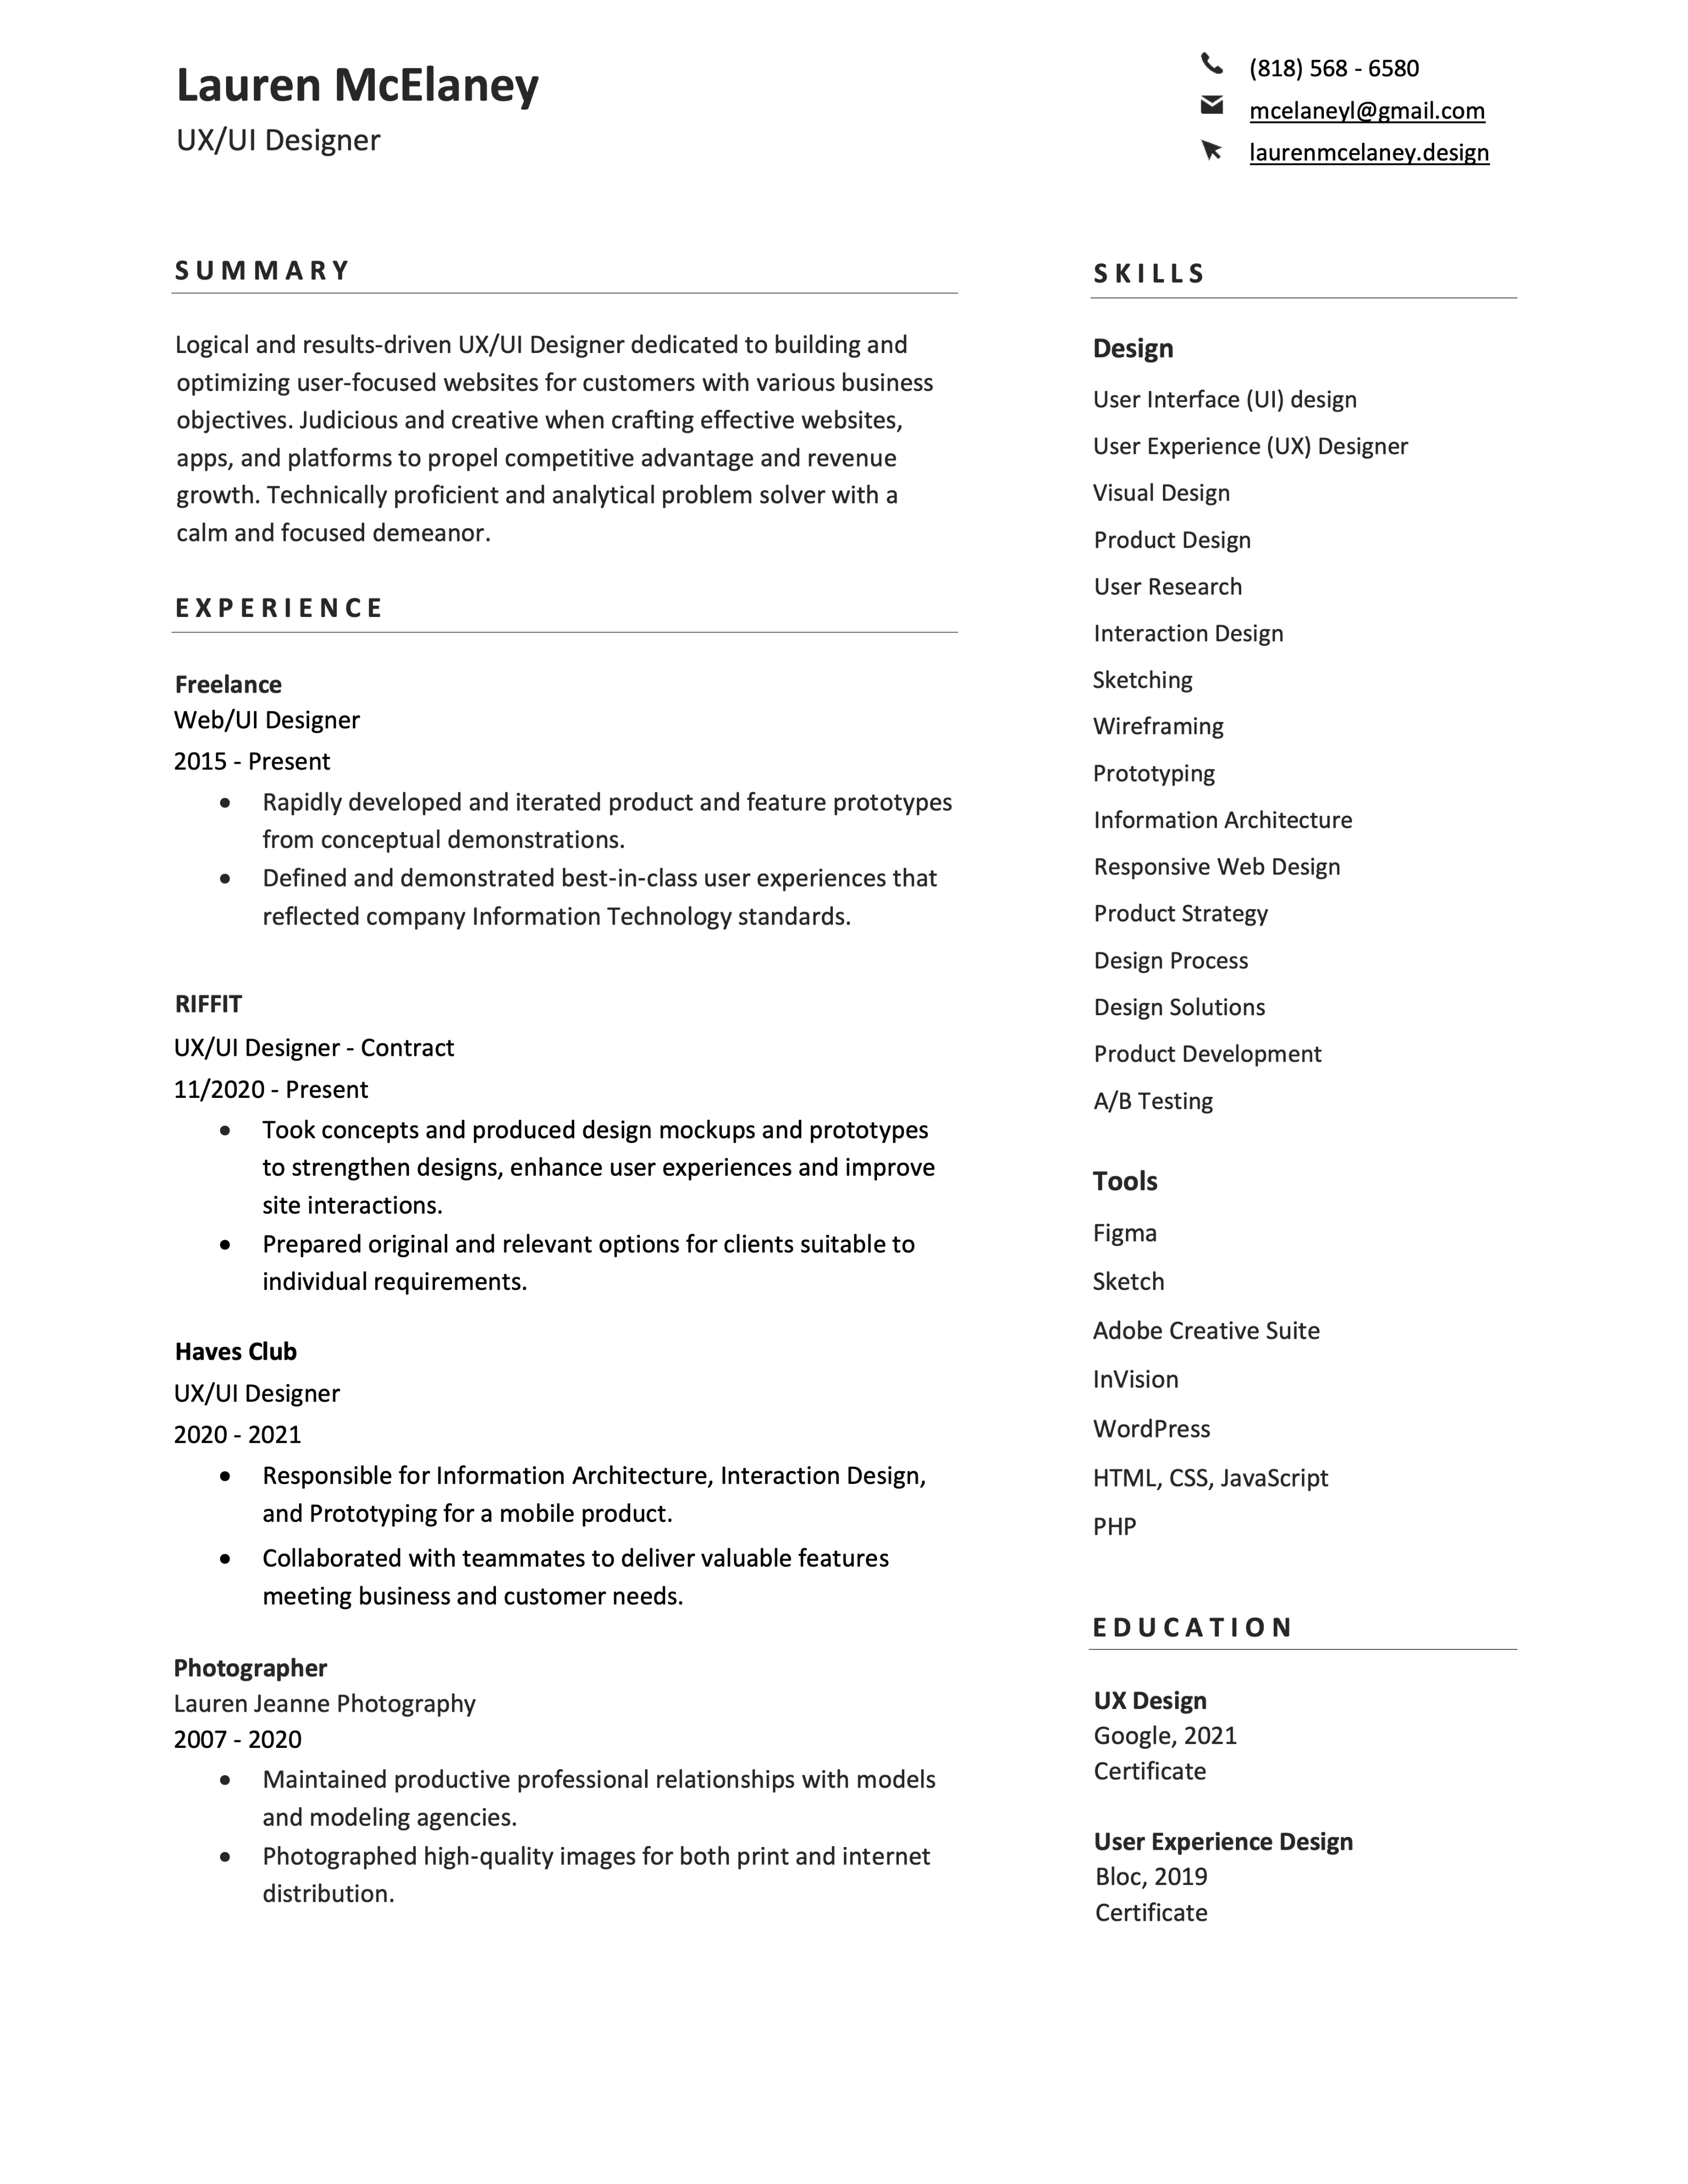 Lauren McElaney
UX/UI Designer
(818) 568 - 6580
mcelaneyl@gmail.com
laurenmcelaney.design
SUMMARY
Logical and results-driven UX/UI Designer dedicated to building and
optimizing user-focused websites for customers with various business
objectives. Judicious and creative when crafting effective websites,
apps, and platforms to propel competitive advantage and revenue
growth. Technically proficient and analytical problem solver with a
calm and focused demeanor.
EXPERIENCE
Freelance
Web/UI Designer
2015 - Present
• Rapidly developed and iterated product and feature prototypes
from conceptual demonstrations.
• Defined and demonstrated best-in-class user experiences that
reflected company Information Technology standards.
RIFFIT
UX/UI Designer - Contract
11/2020 - Present
• Took concepts and produced design mockups and prototypes
to strengthen designs, enhance user experiences and improve
site interactions.
• Prepared original and relevant options for clients suitable to
individual requirements.
Haves Club
UX/UI Designer
2020 - 2021
• Responsible for Information Architecture, Interaction Design,
and Prototyping for a mobile product.
• Collaborated with teammates to deliver valuable features
meeting business and customer needs.
Photographer
Lauren Jeanne Photography
2007 - 2020
• Maintained productive professional relationships with models
and modeling agencies.
• Photographed high-quality images for both print and internet
distribution.
SKILLS
Design
User Interface (UI) design
User Experience (UX) Designer
Visual Design
Product Design
User Research
Interaction Design
Sketching
Wireframing
Prototyping
Information Architecture
Responsive Web Design
Product Strategy
Design Process
Design Solutions
Product Development
A/B Testing
Tools
Figma
Sketch
Adobe Creative Suite
InVision
WordPress
HTML, CSS, JavaScript
PHP
EDUCATION
UX Design
Google, 2021
Certificate
User Experience Design
Bloc, 2019
Certificate